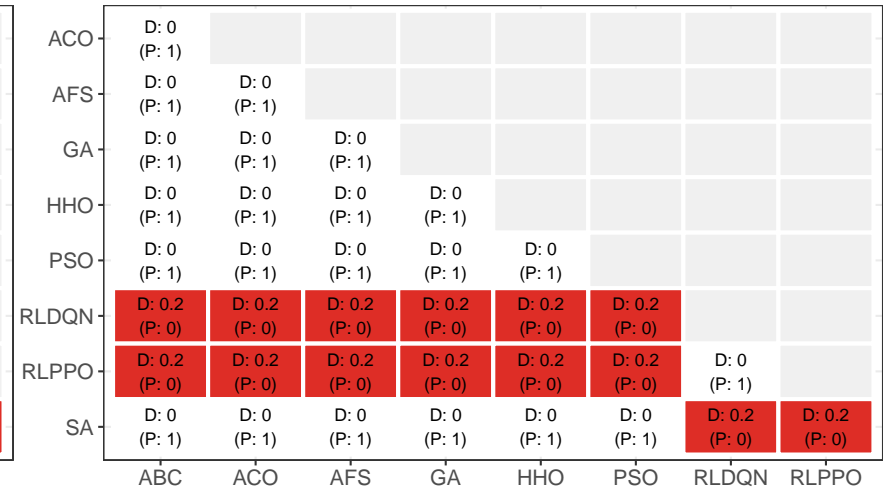 ACO D: 0
(P: 1)
AFS D: 0 D: 0
(P: 1) (P: 1)
GA D: 0 D: 0 D: 0
(P: 1) (P: 1) (P: 1)
HHO D: 0 D: 0 D: 0 D: 0
(P: 1) (P: 1) (P: 1) (P: 1)
PSO D: 0 D: 0 D: 0 D: 0 D: 0
(P: 1) (P: 1) (P: 1) (P: 1) (P: 1)
RLDQN D: 0.2 D: 0.2 D: 0.2 D: 0.2 D: 0.2 D: 0.2
(P: 0) (P: 0) (P: 0) (P: 0) (P: 0) (P: 0)
RLPPO D: 0.2 D: 0.2 D: 0.2 D: 0.2 D: 0.2 D: 0.2 D: 0
(P: 0) (P: 0) (P: 0) (P: 0) (P: 0) (P: 0) (P: 1)
SA D: 0 D: 0 D: 0 D: 0 D: 0 D: 0 D: 0.2 D: 0.2
(P: 1) (P: 1) (P: 1) (P: 1) (P: 1) (P: 1) (P: 0) (P: 0)
ABC ACO AFS GA HHO PSO RLDQN RLPPO